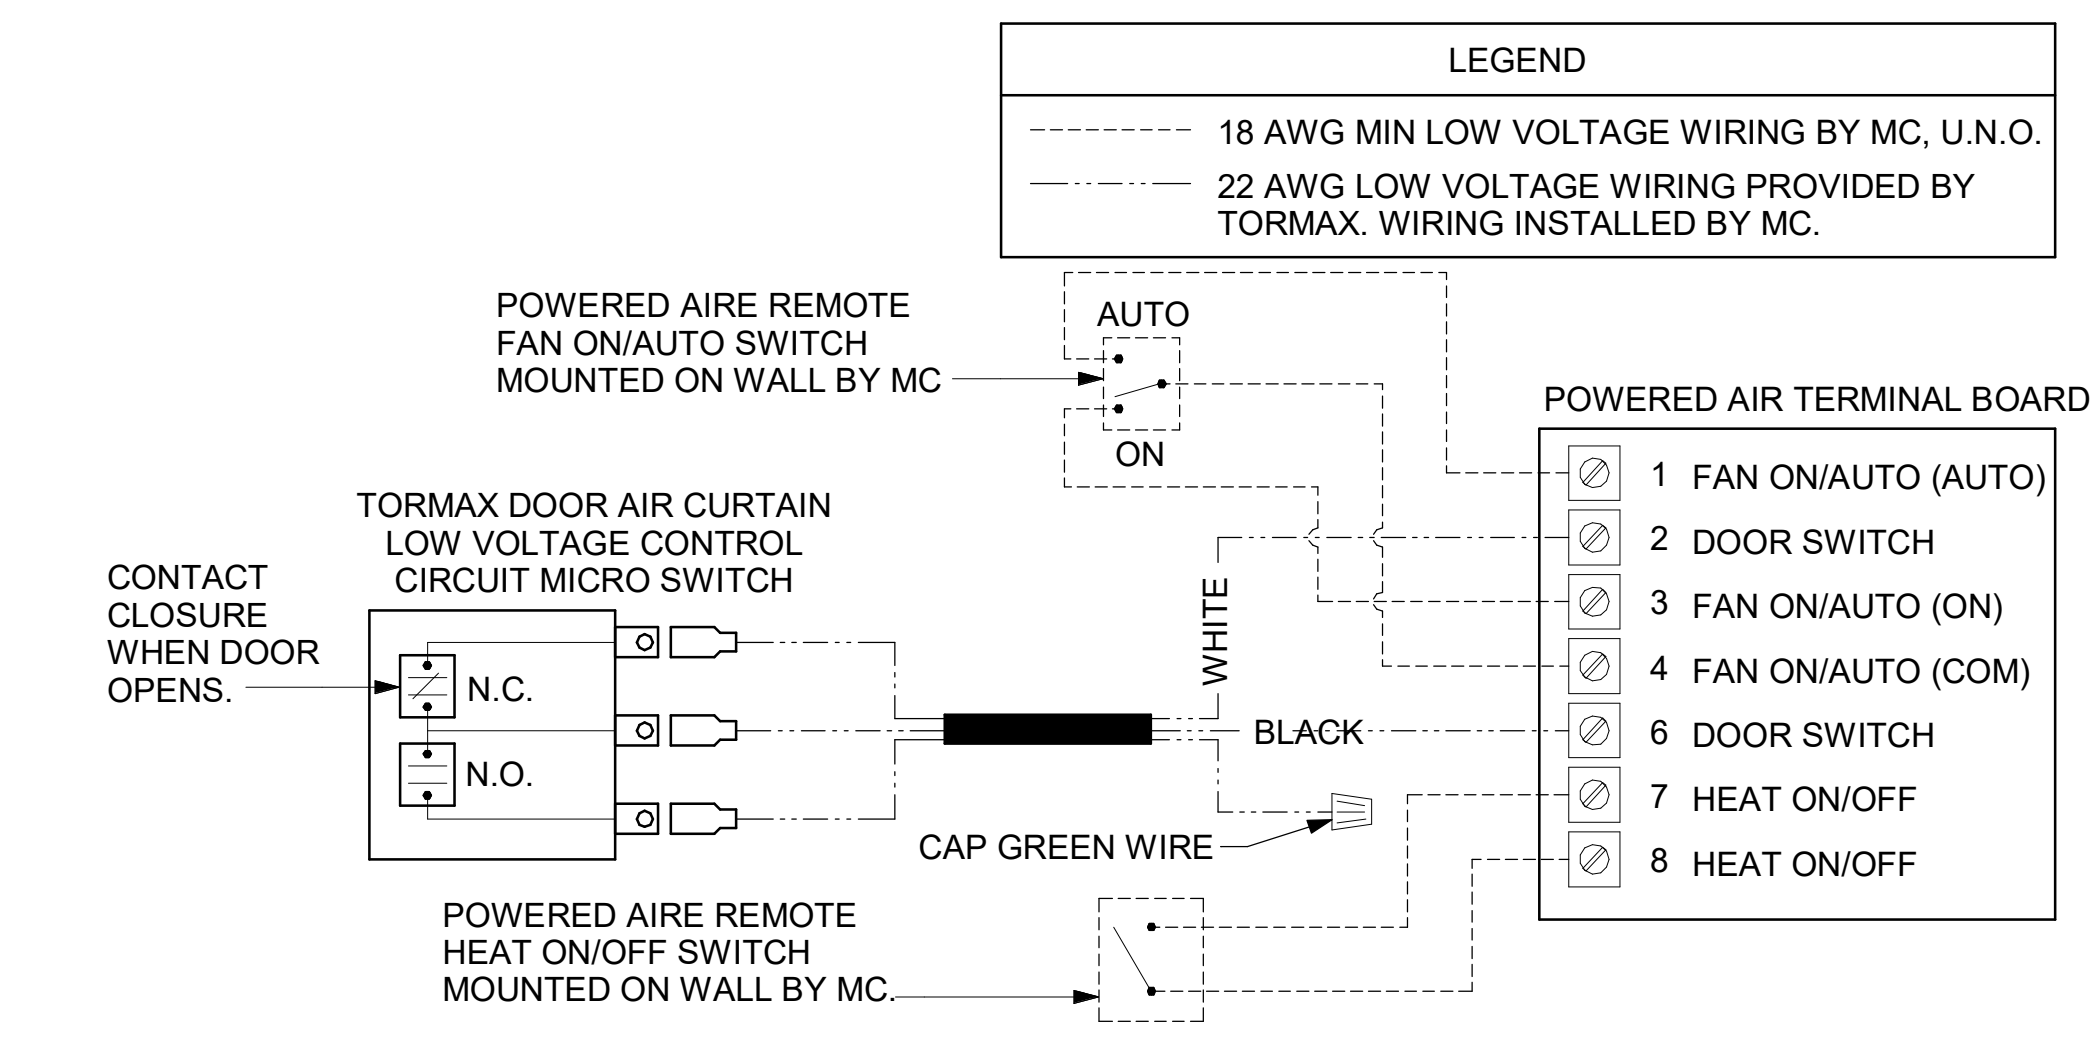 LEGEND
18 AWG MIN LOW VOLTAGE WIRING BY MC, U.N.O.
22 AWG LOW VOLTAGE WIRING PROVIDED BY
TORMAX. WIRING INSTALLED BY MC.
POWERED AIRE REMOTE
FAN ON/AUTO SWITCH
MOUNTED ON WALL BY MC
AUTO
ON
POWERED AIR TERMINAL BOARD
1 FAN ON/AUTO (AUTO)
2 DOOR SWITCH
3 FAN ON/AUTO (ON)
4 FAN ON/AUTO (COM)
6 DOOR SWITCH
7 HEAT ON/OFF
8 HEAT ON/OFF
TORMAX DOOR AIR CURTAIN
LOW VOLTAGE CONTROL
CIRCUIT MICRO SWITCH
CONTACT
CLOSURE
WHEN DOOR
OPENS.
N.C.
N.O.
WHITE
BLACK
CAP GREEN WIRE
POWERED AIRE REMOTE
HEAT ON/OFF SWITCH
MOUNTED ON WALL BY MC.